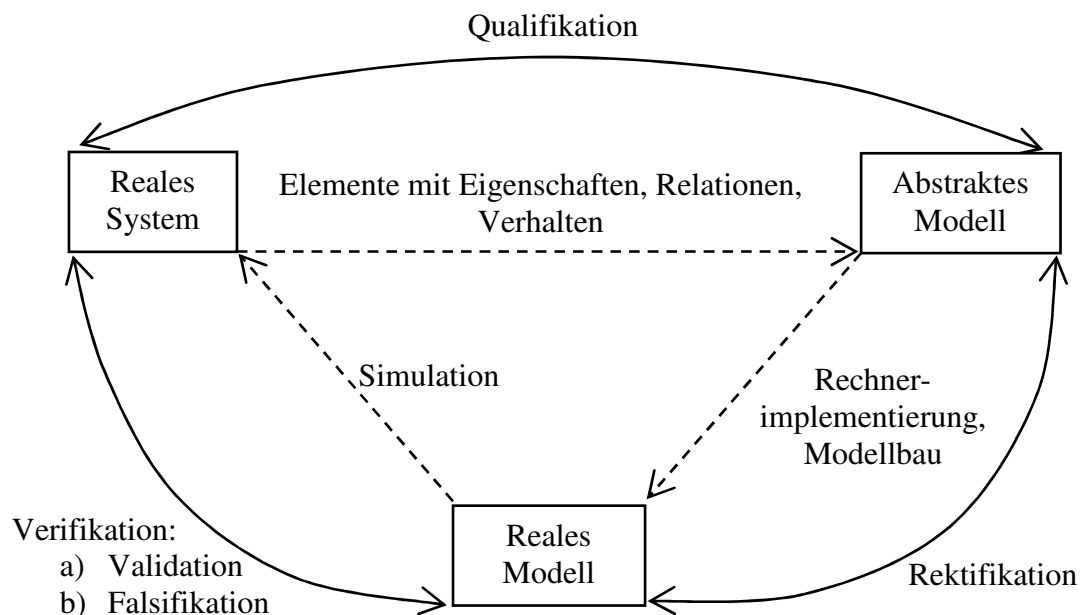 Qualifikation
Reales
System
Elemente mit Eigenschaften, Relationen,
Verhalten
Abstraktes
Modell
Simulation
Rechner-
implementierung,
Modellbau
Verifikation:
a) Validation
b) Falsifikation
Reales
Modell
Rektifikation